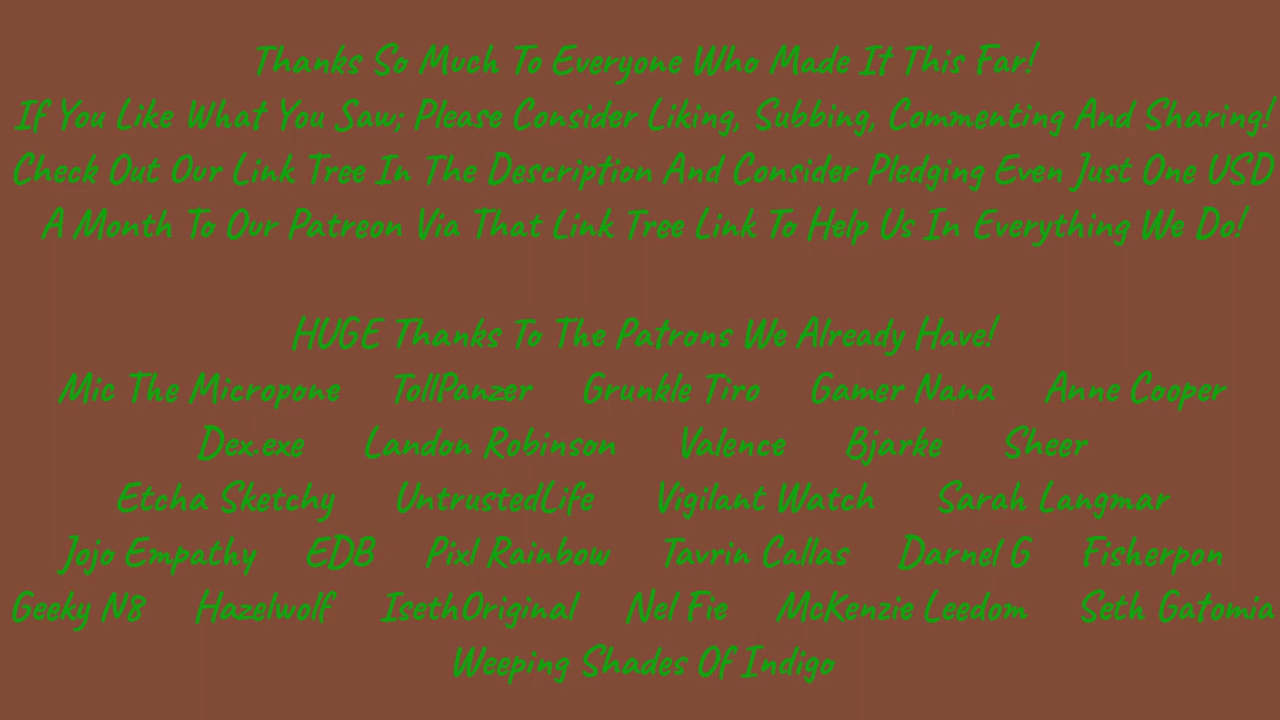 Thanks So Much To Everyone Who Made It This Far!
If You Like What You Saw; Please Consider Liking, Subbing, Commenting And Sharing!
Check Out Our Link Tree In The Description And Consider Pledging Even Just One USD
A Month To Our Patreon Via That Link Tree Link To Help Us In Everything We Do!
HUGE Thanks To The Patrons We Already Have!
Mic The Micropone TollPanzer Grunkle Tiro Gamer Nana Anne Cooper
Dex.exe Landon Robinson Valence Bjarke Sheer
Etcha Sketchy UntrustedLife Vigilant Watch Sarah Langmar
Jojo Empathy EDB Pixl Rainbow Tavrin Callas Darnel G Fisherpon
Geeky N8 Hazelwolf IsethOriginal Nel Fie McKenzie Leedom Seth Gatomia
Weeping Shades Of Indigo